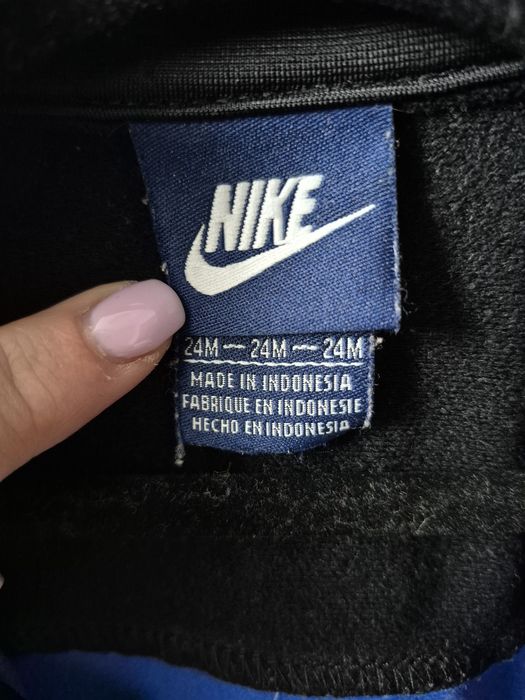 NIKE
24M — 24M — 24M
MADE IN INDONESIA
FABRIQUE EN INDONESIE
HECHO EN INDONESIA